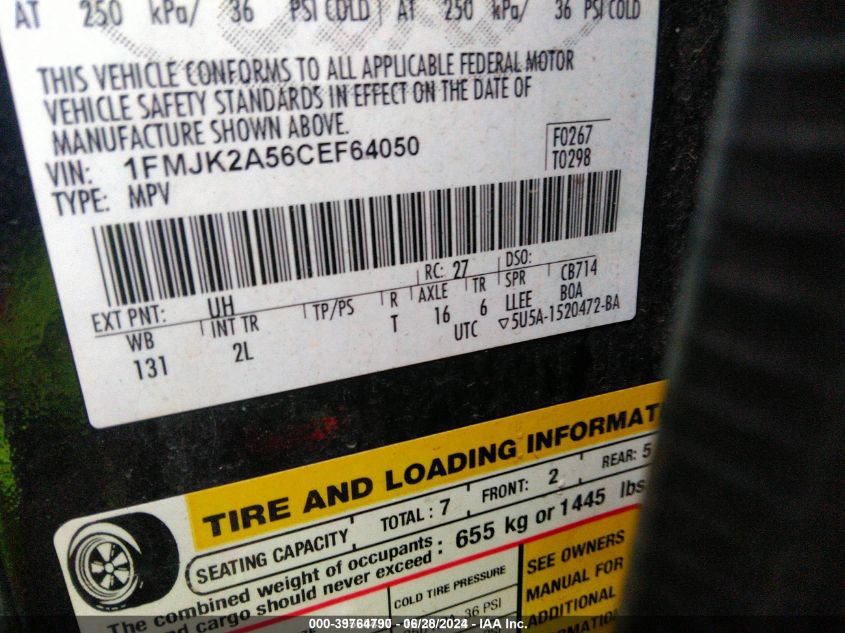 AT 250 kPa/ 36 PSI COLD AT 250 kPa/ 36 PSI COLD
THIS VEHICLE CONFORMS TO ALL APPLICABLE FEDERAL MOTOR
VEHICLE SAFETY STANDARDS IN EFFECT ON THE DATE OF
MANUFACTURE SHOWN ABOVE.
VIN: 1FMJK2A56CEF64050
F0267
TYPE: MPV
T0298
EXT PNT: UH RC: 27 DSO:
WB INT TR TP/PS R AXLE TR SPR CB714
131 2L T 16 6 LLEE BOA
UTC ▽5U5A-1520472-BA
TIRE AND LOADING INFORMAT
SEATING CAPACITY TOTAL : 7 FRONT: 2 REAR: 5
The combined weight of occupants : 655 kg or 1445 lbs
and cargo should never exceed
COLD TIRE PRESSURE
SEE OWNERS
MANUAL FOR
ADDITIONAL
36 PSI
000-39764790 - 06/28/2024 - IAA Inc.